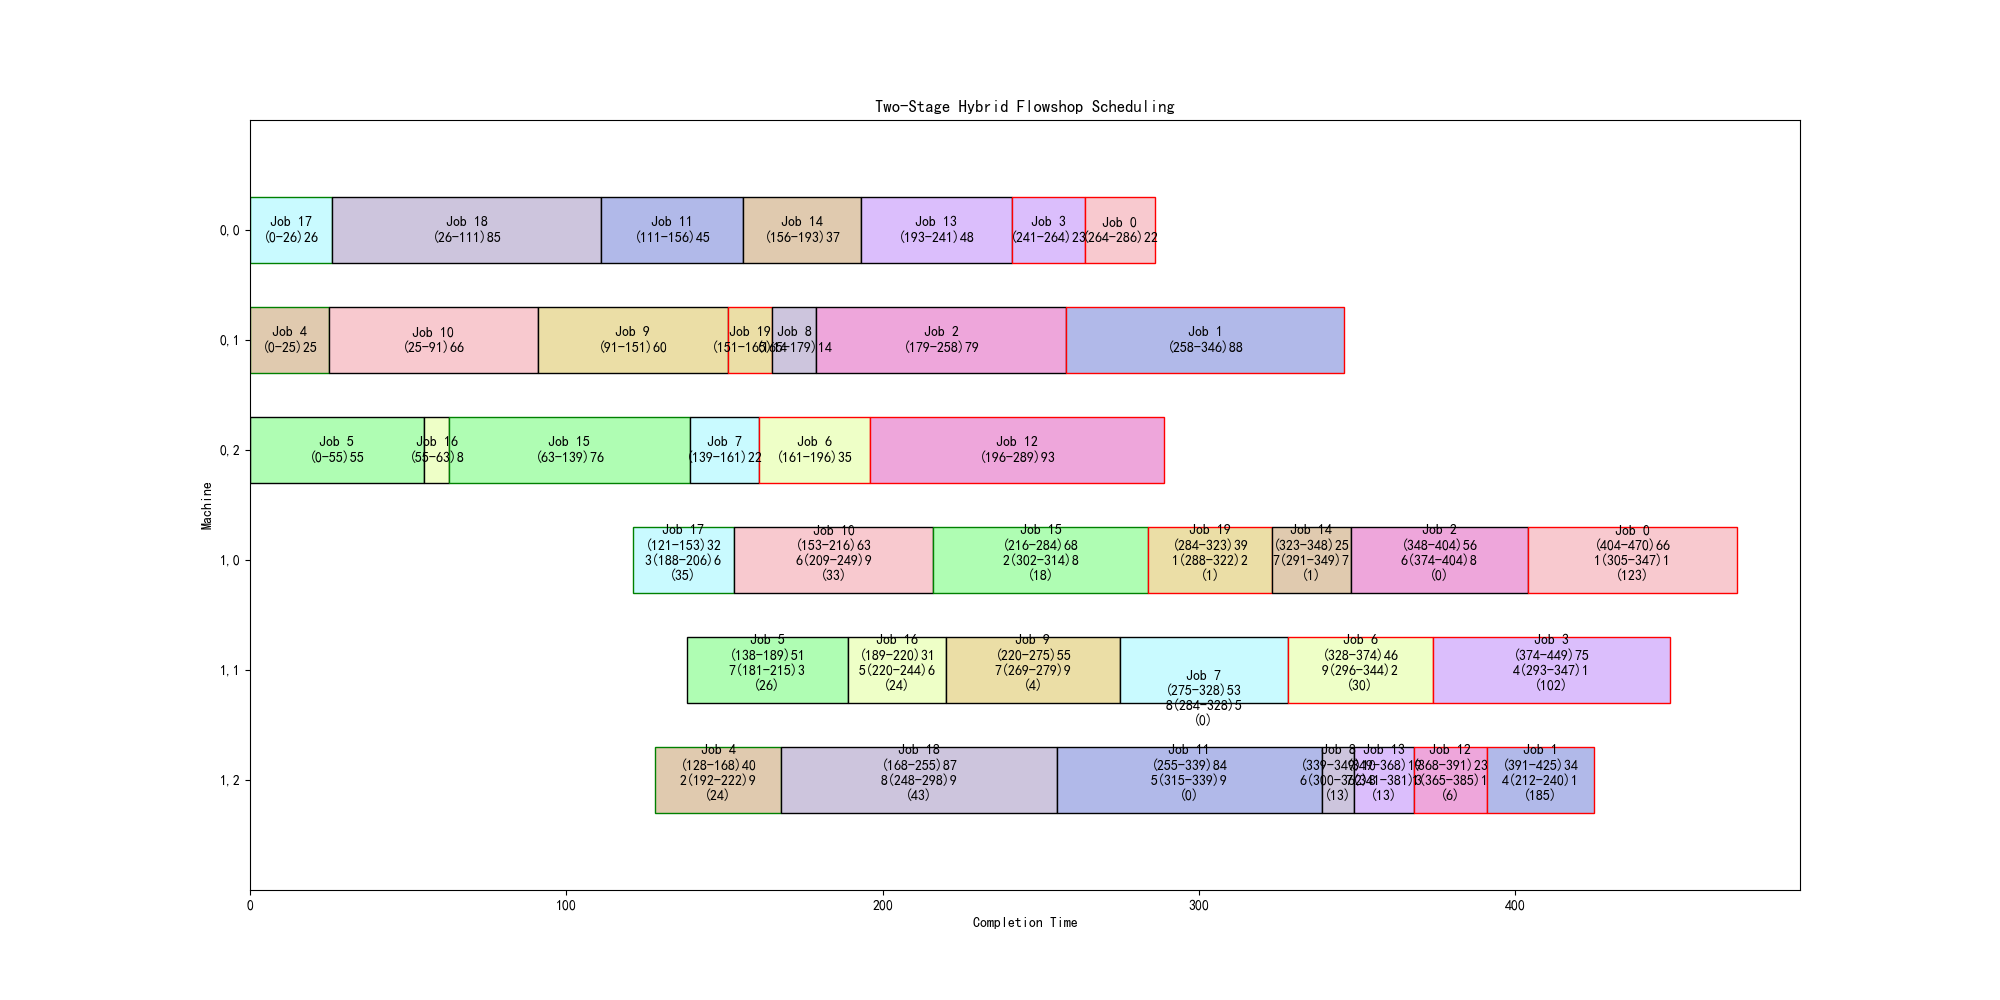 Two-Stage Hybrid Flowshop Scheduling
0,0
Job 17
(0-26)26
Job 18
(26-111)85
Job 11
(111-156)45
Job 14
(156-193)37
Job 13
(193-241)48
Job 3
(241-264)23
Job 0
(264-286)22
0,1
Job 4
(0-25)25
Job 10
(25-91)66
Job 9
(91-151)60
Job 19
(151-165)14
Job 8
(165-179)14
Job 2
(179-258)79
Job 1
(258-346)88
0,2
Job 5
(0-55)55
Job 16
(55-63)8
Job 15
(63-139)76
Job 7
(139-161)22
Job 6
(161-196)35
Job 12
(196-289)93
Machine
1,0
Job 17
(121-153)32
3(188-206)6
(35)
Job 10
(153-216)63
6(209-249)9
(33)
Job 15
(216-284)68
2(302-314)8
(18)
Job 19
(284-323)39
1(288-322)2
(1)
Job 14
(323-348)25
7(291-349)7
(1)
Job 2
(348-404)56
6(374-404)8
(0)
Job 0
(404-470)66
1(305-347)1
(123)
1,1
Job 5
(138-189)51
7(181-215)3
(26)
Job 16
(189-220)31
5(220-244)6
(24)
Job 9
(220-275)55
7(269-279)9
(4)
Job 7
(275-328)53
8(284-328)5
(0)
Job 6
(328-374)46
9(296-344)2
(30)
Job 3
(374-449)75
4(293-347)1
(102)
1,2
Job 4
(128-168)40
2(192-222)9
(24)
Job 18
(168-255)87
8(248-298)9
(43)
Job 11
(255-339)84
5(315-339)9
(0)
Job 8
(339-349)10
(13)
Job 13
(349-368)19
(13)
Job 12
(368-391)23
(6)
Job 1
(391-425)34
4(212-240)1
(185)
0
100
200
300
400
Completion Time